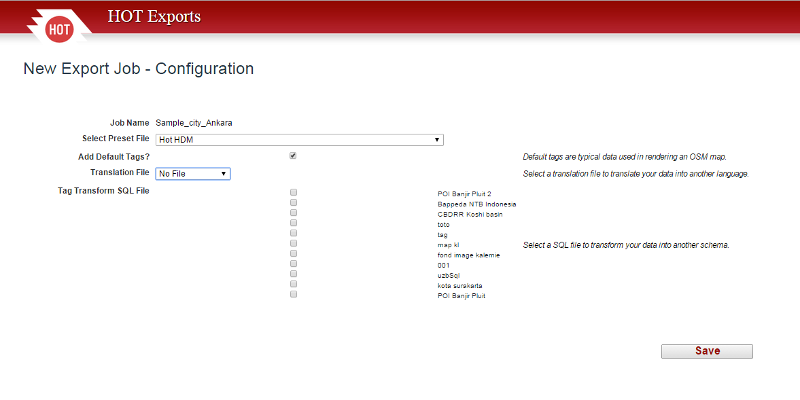 HOT
HOT Exports
New Export Job - Configuration
Job Name Sample_city_Ankara
Select Preset File Hot HDM
Add Default Tags? Default tags are typical data used in rendering an OSM map.
Translation File No File Select a translation file to translate your data into another language.
Tag Transform SQL File POI Banjir Pluit 2
Bappeda NTB Indonesia
CBDRR Koshi basin
toto
tag
map kl Select a SQL file to transform your data into another schema.
fond image kalemie
001
uzbSql
kota surakarta
POI Banjir Pluit
Save